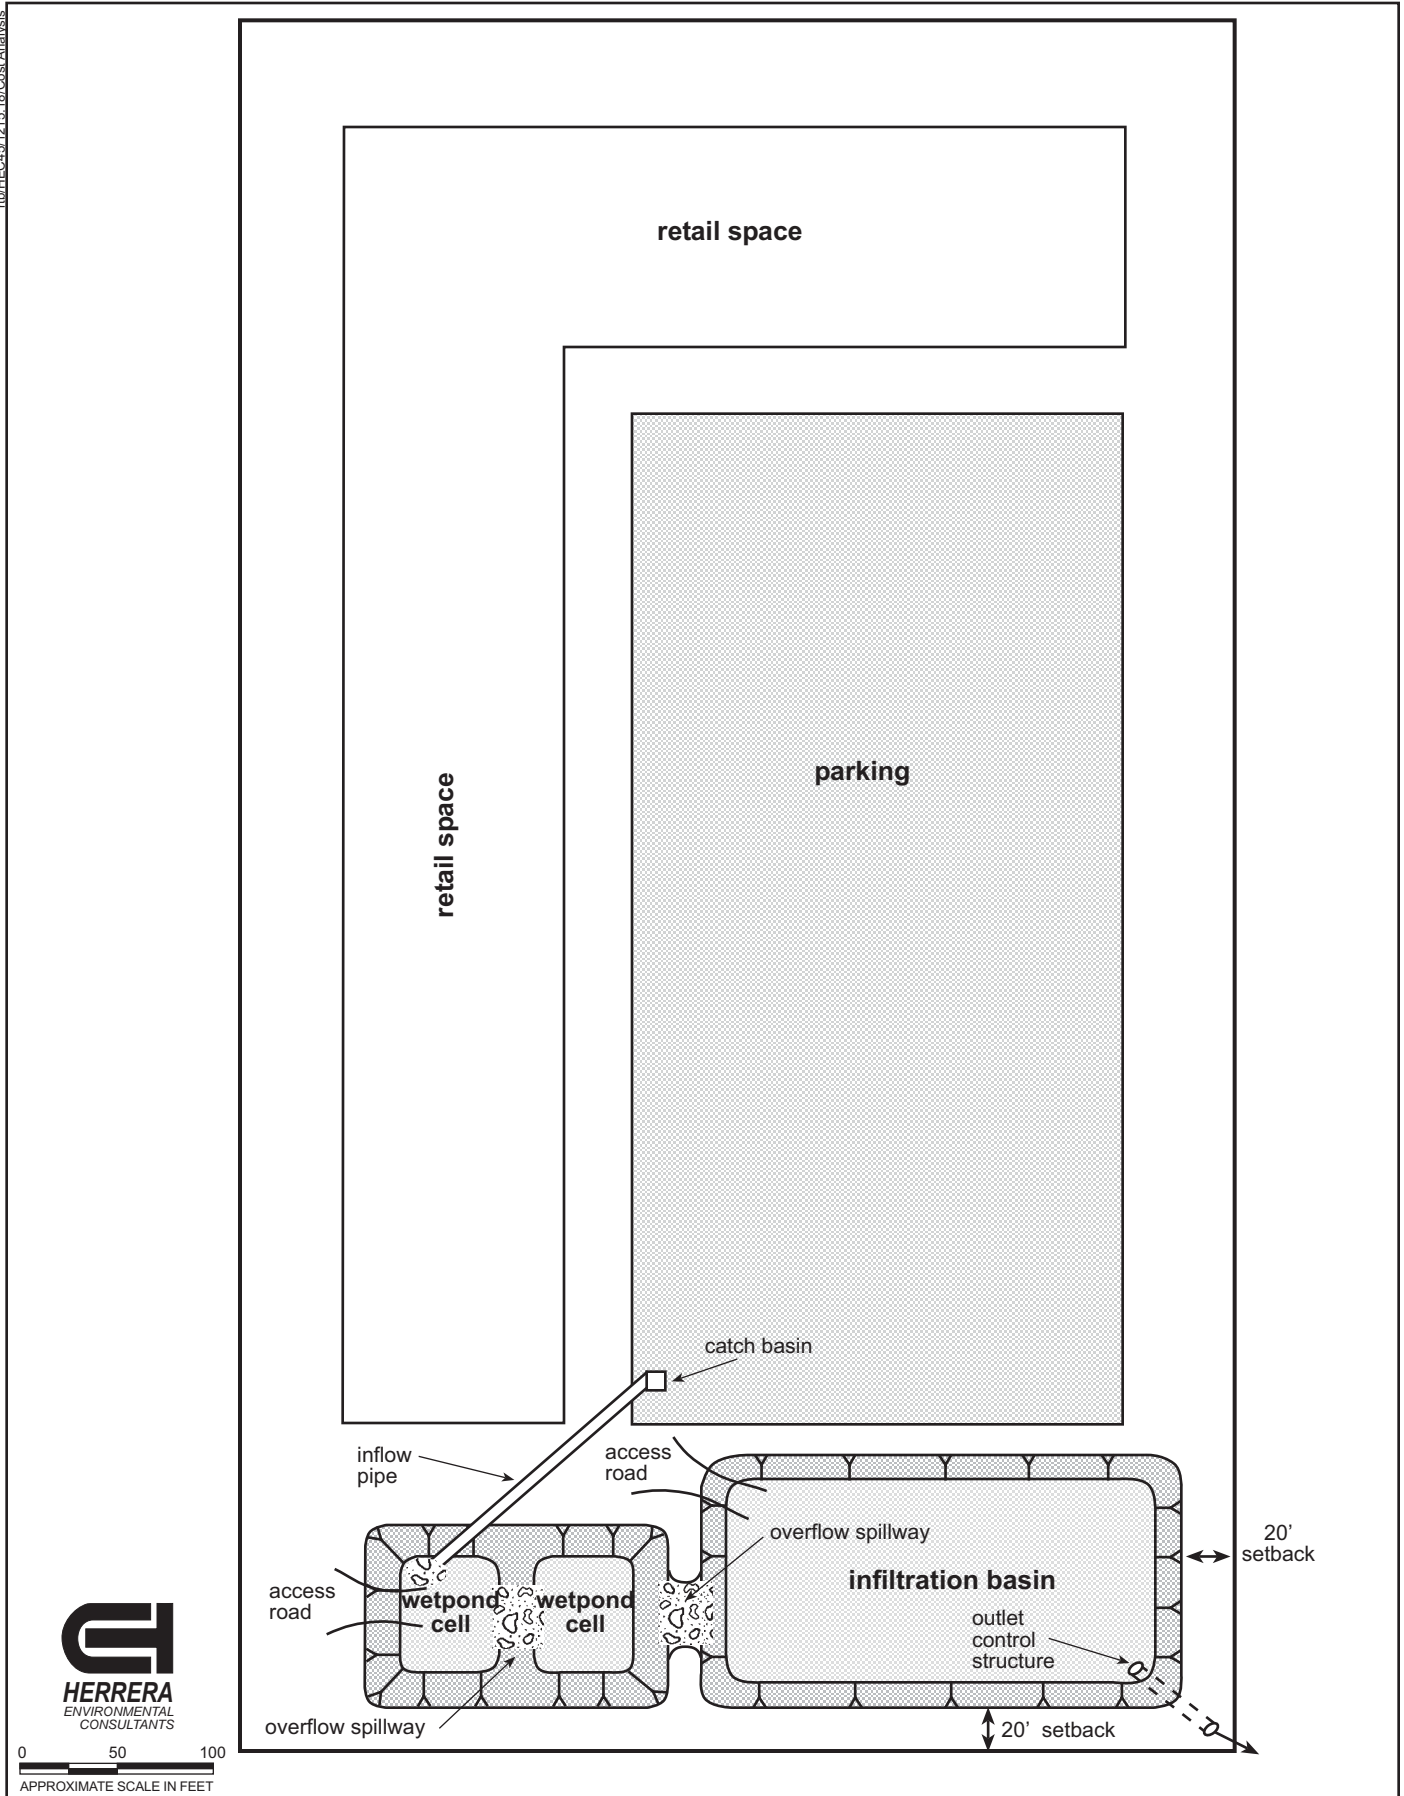 retail space
retail space
parking
catch basin
inflow
pipe
access
road
overflow spillway
20’
setback
infiltration basin
access
road
wetpond
cell
wetpond
cell
outlet
control
structure
HERRERA
ENVIRONMENTAL
CONSULTANTS
overflow spillway
20’ setback
0 50 100
APPROXIMATE SCALE IN FEET